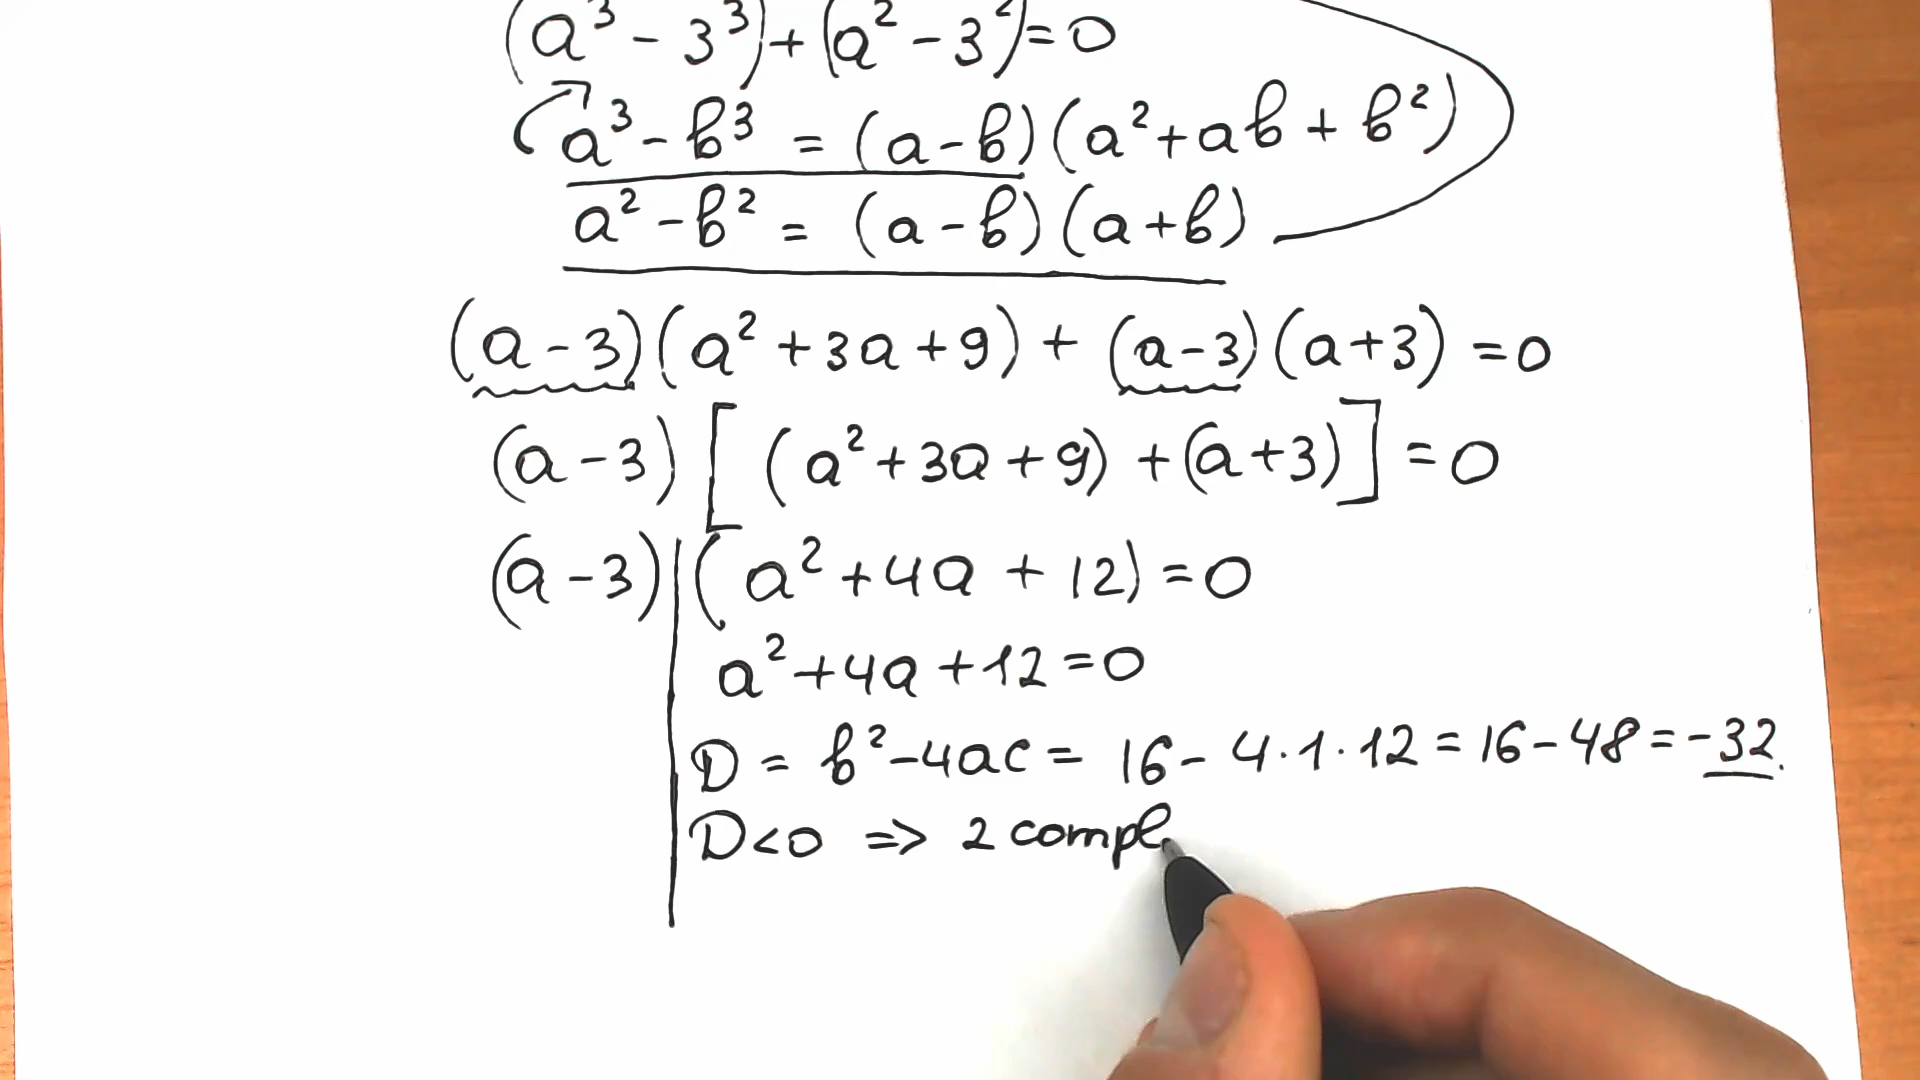 (a³ - 3³) + (a² - 3²) = 0
a³ - b³ = (a - b)(a² + ab + b²)
a² - b² = (a - b)(a + b)
(a - 3)(a² + 3a + 9) + (a - 3)(a + 3) = 0
(a - 3)[(a² + 3a + 9) + (a + 3)] = 0
(a - 3)|(a² + 4a + 12) = 0
a² + 4a + 12 = 0
D = b² - 4ac = 16 - 4 · 1 · 12 = 16 - 48 = -32.
D < 0 => 2 compl